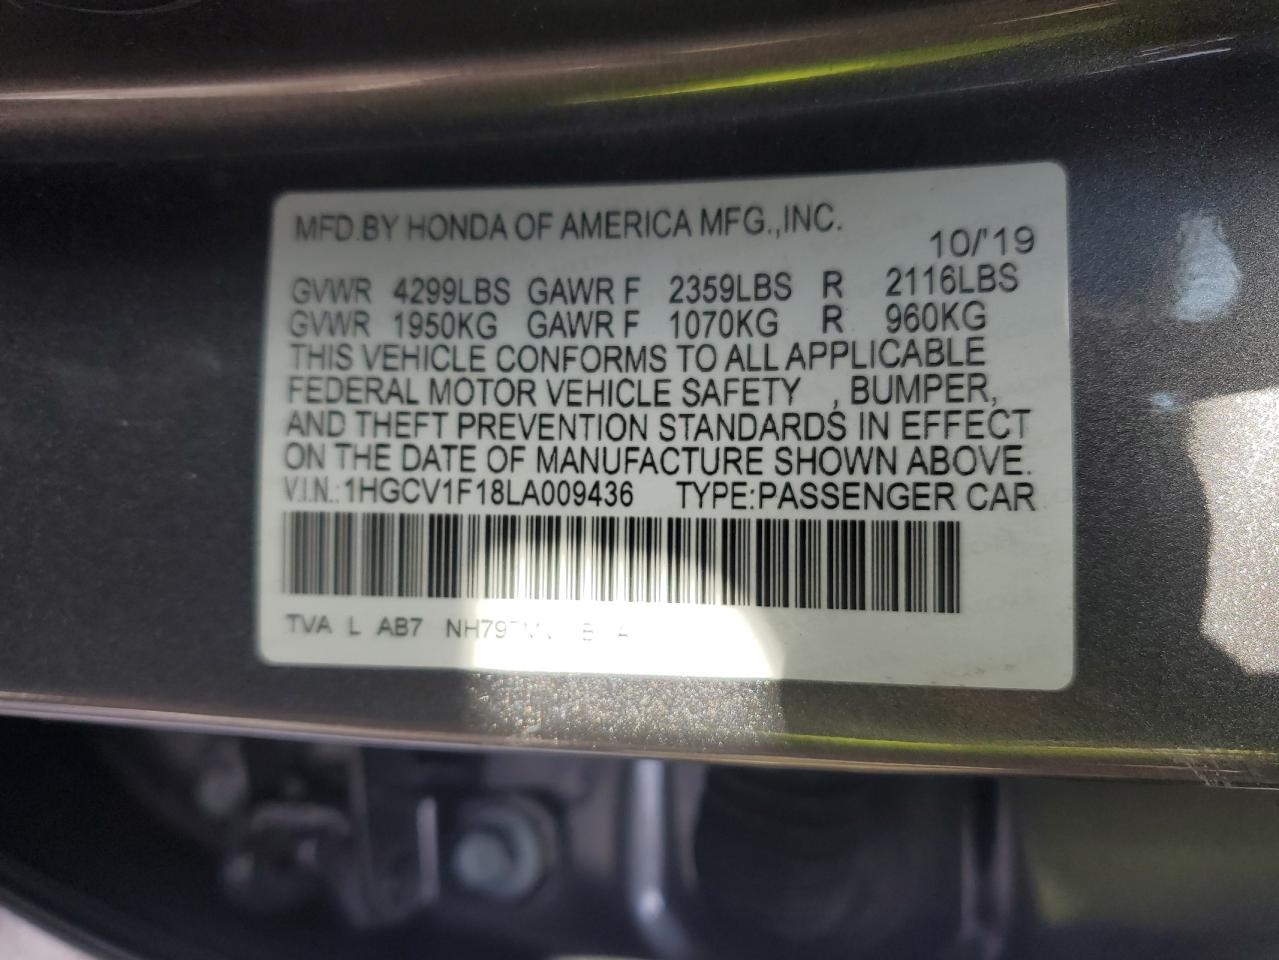 MFD.BY HONDA OF AMERICA MFG.,INC. 10/'19
GVWR 4299LBS GAWR F 2359LBS R 2116LBS
GVWR 1950KG GAWR F 1070KG R 960KG
THIS VEHICLE CONFORMS TO ALL APPLICABLE
FEDERAL MOTOR VEHICLE SAFETY , BUMPER,
AND THEFT PREVENTION STANDARDS IN EFFECT
ON THE DATE OF MANUFACTURE SHOWN ABOVE.
V.I.N.: 1HGCV1F18LA009436 TYPE:PASSENGER CAR
TVA L AB7